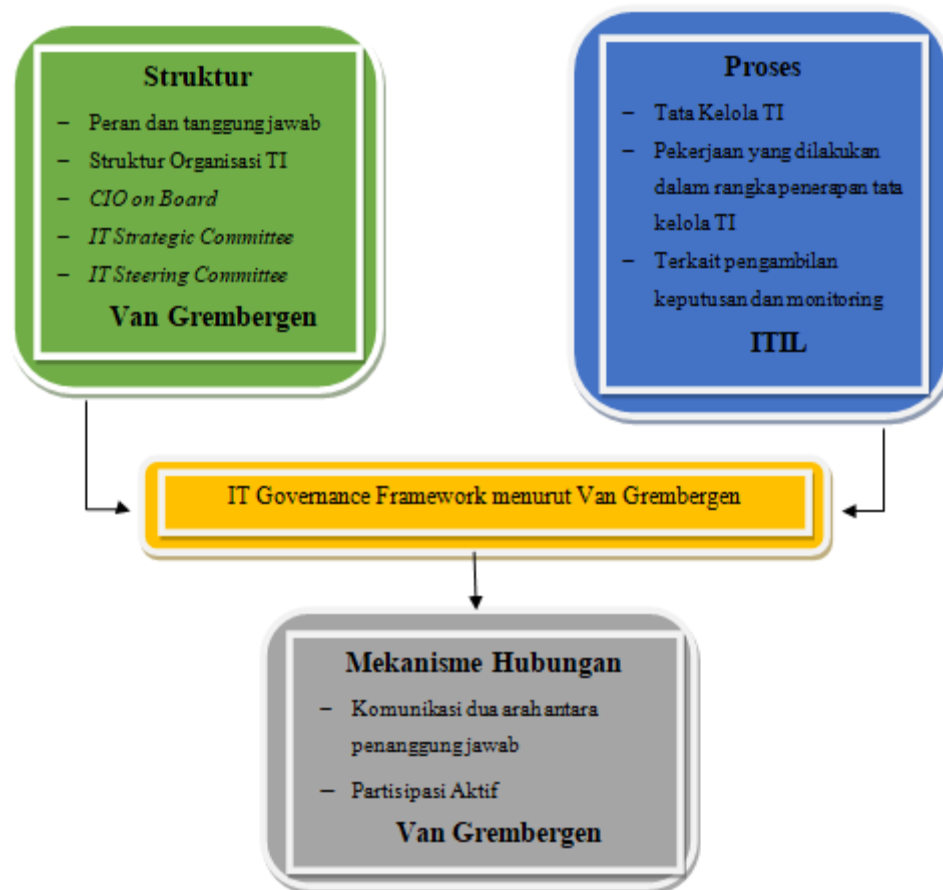 Struktur
– Peran dan tanggung jawab
– Struktur Organisasi TI
– CIO on Board
– IT Strategic Committee
– IT Steering Committee
Van Grembergen
Proses
– Tata Kelola TI
– Pekerjaan yang dilakukan
dalam rangka penerapan tata
kelola TI
– Terkait pengambilan
keputusan dan monitoring
ITIL
IT Governance Framework menurut Van Grembergen
Mekanisme Hubungan
– Komunikasi dua arah antara
penanggung jawab
– Partisipasi Aktif
Van Grembergen